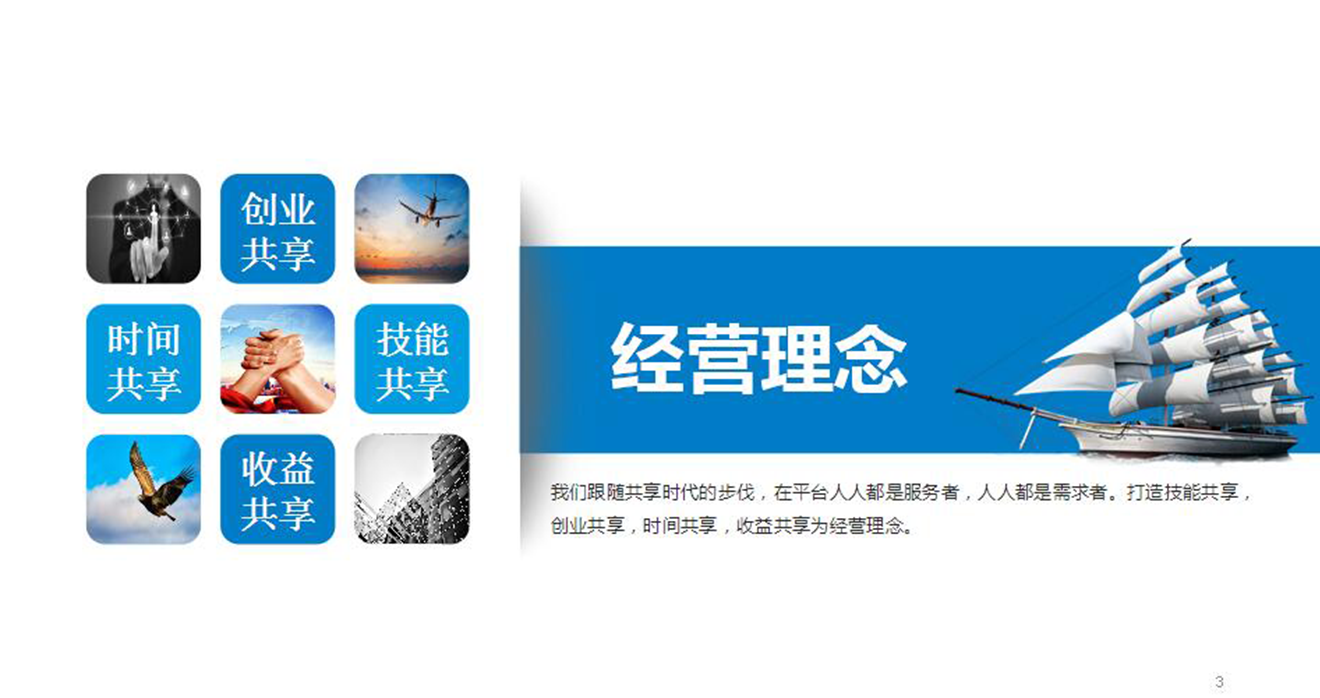 创业
共享
时间
共享
技能
共享
收益
共享
经营理念
我们跟随共享时代的步伐，在平台人人都是服务者，人人都是需求者。打造技能共享，
创业共享，时间共享，收益共享为经营理念。
3